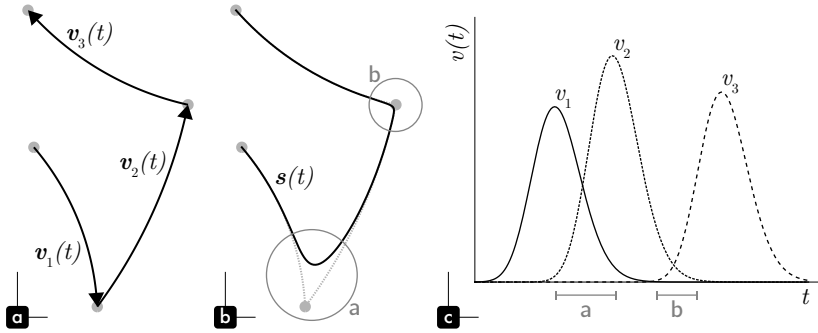 v₃(t)
v₂(t)
v₁(t)
a
b
s(t)
a
b
v(t)
v₁
v₂
v₃
t
a
b
c